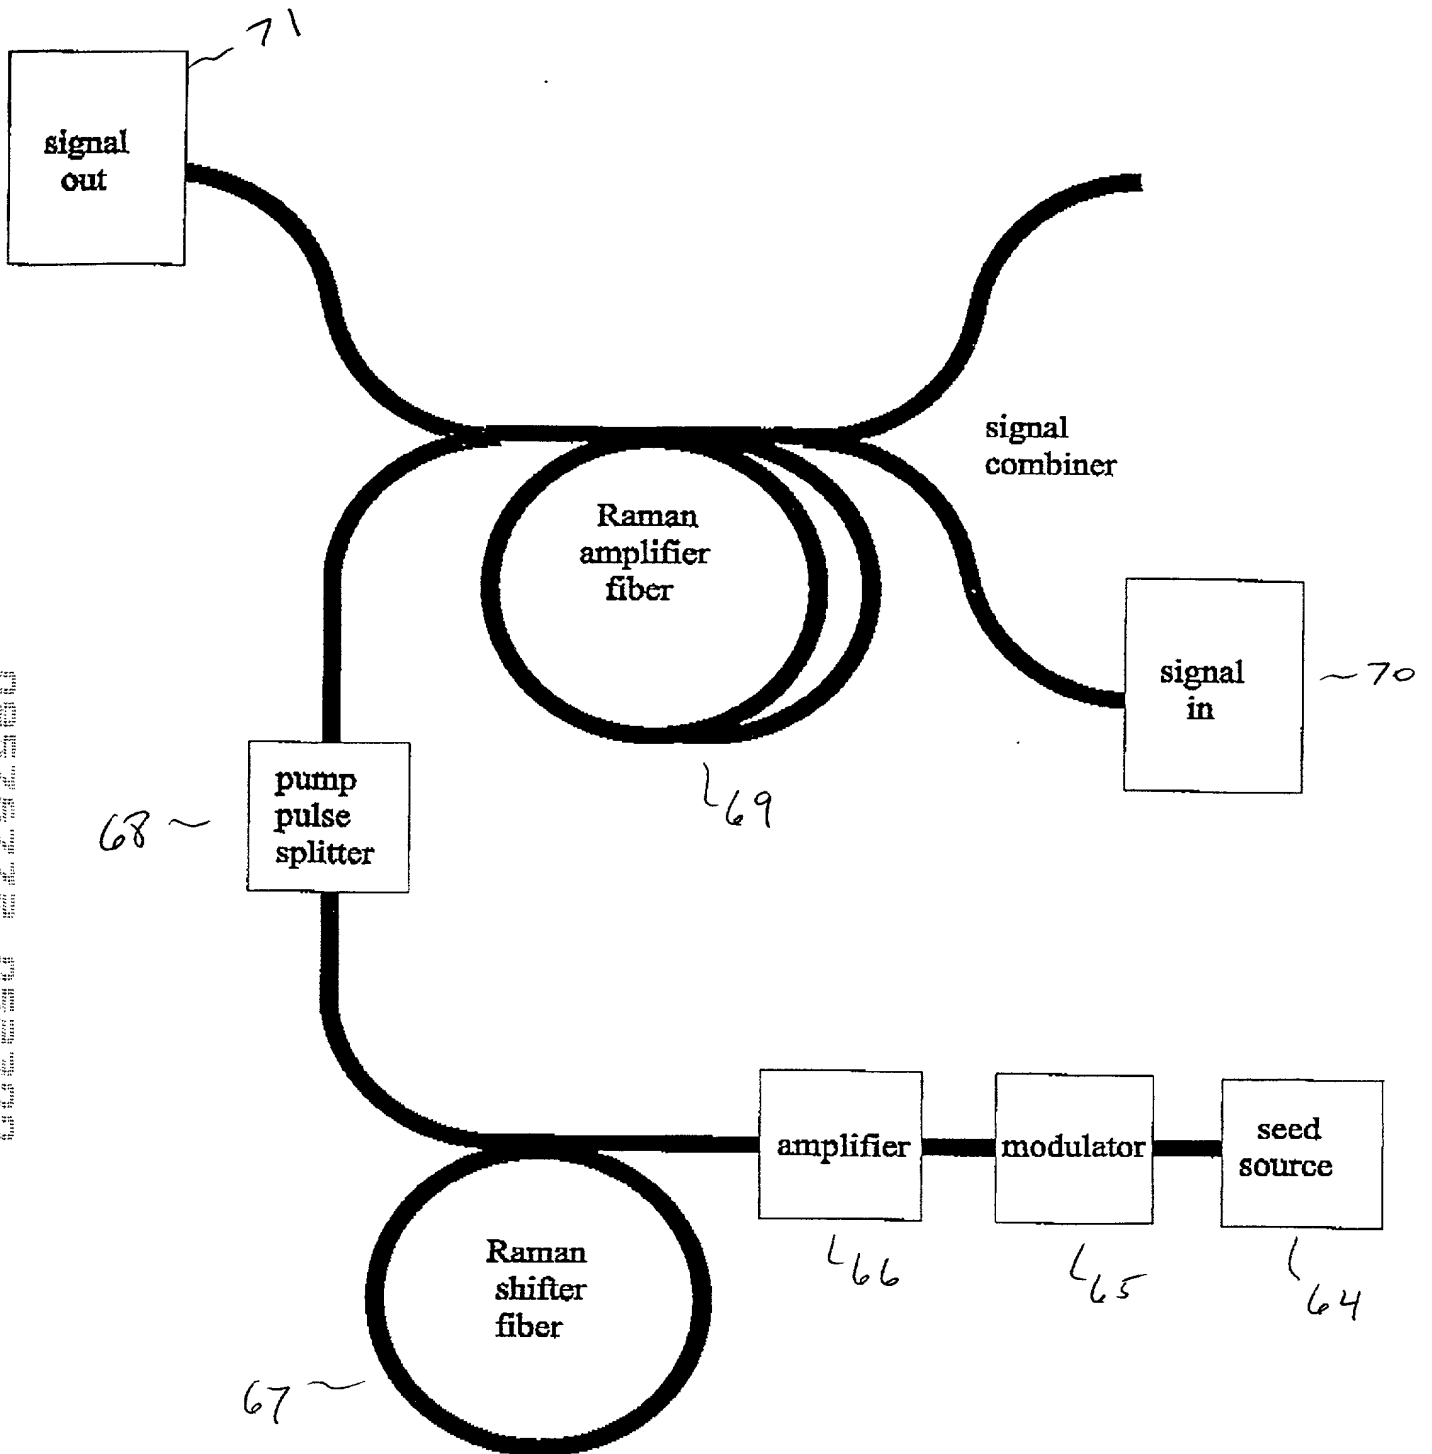 71
signal
out
signal
combiner
Raman
amplifier
fiber
signal
in
70
pump
pulse
splitter
68
69
amplifier
modulator
seed
source
66
65
64
Raman
shifter
fiber
67